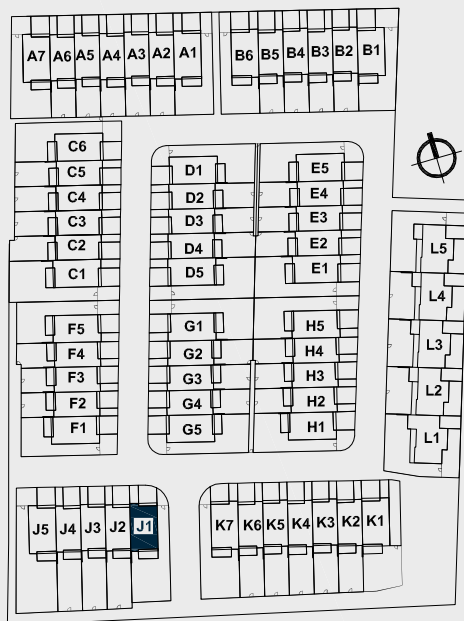 A7 A6 A5 A4 A3 A2 A1
B6 B5 B4 B3 B2 B1
C6
C5
C4
C3
C2
C1
D1
D2
D3
D4
D5
E5
E4
E3
E2
E1
L5
L4
L3
L2
L1
F5
F4
F3
F2
F1
G1
G2
G3
G4
G5
H5
H4
H3
H2
H1
J5 J4 J3 J2 J1
K7 K6 K5 K4 K3 K2 K1